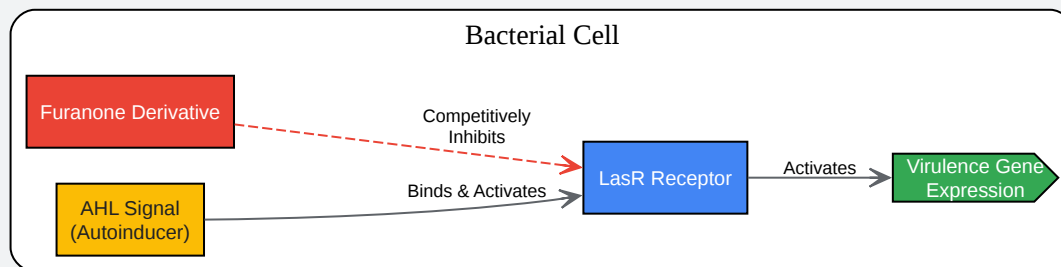 Bacterial Cell
Furanone Derivative
Competitively
Inhibits
LasR Receptor
Activates
Virulence Gene
Expression
Binds & Activates
AHL Signal
(Autoinducer)